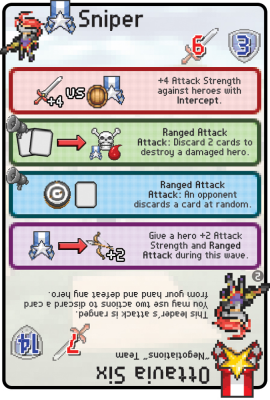 Sniper
6
3
+4
US
+4 Attack Strength
against heroes with
Intercept.
6
Ranged Attack
Attack: Discard 2 cards to
destroy a damaged hero.
Ranged Attack
Attack: An opponent
discards a card at random.
+2
Give a hero +2 Attack
Strength and Ranged
Attack during this wave.
2
Ottavia Six
"Negotiations" Team
7
14
This leader's attack is ranged.
You may use two actions to discard a card
from your hand and defeat any hero.